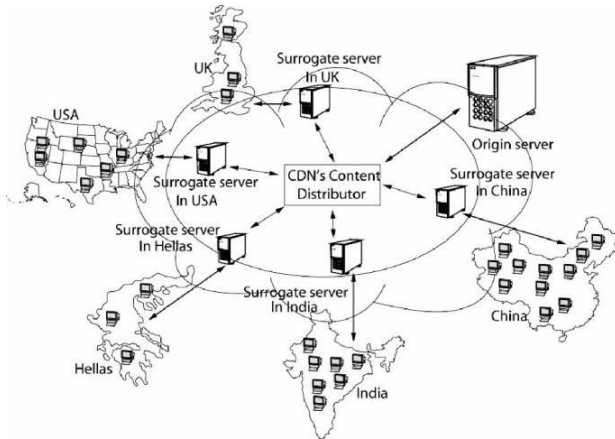 UK
Surrogate server
In UK
USA
Origin server
Surrogate server
In USA
CDN's Content
Distributor
Surrogate server
In China
Surrogate server
In Hellas
Surrogate server
In India
China
Hellas
India